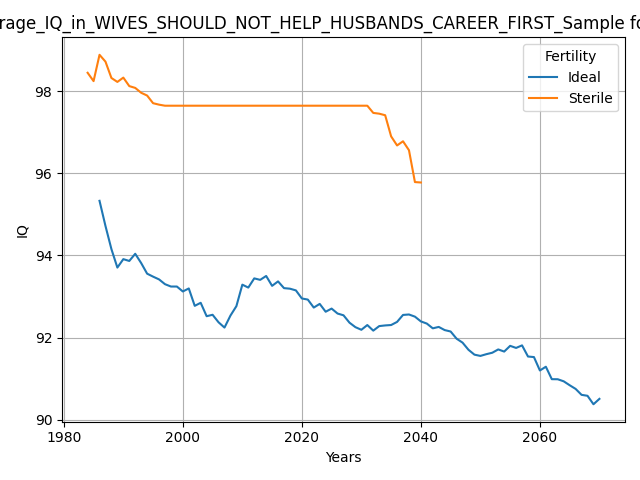 rage_IQ_in_WIVES_SHOULD_NOT_HELP_HUSBANDS_CAREER_FIRST_Sample fo
Fertility
Ideal
Sterile
98
96
94
92
90
IQ
1980
2000
2020
2040
2060
Years